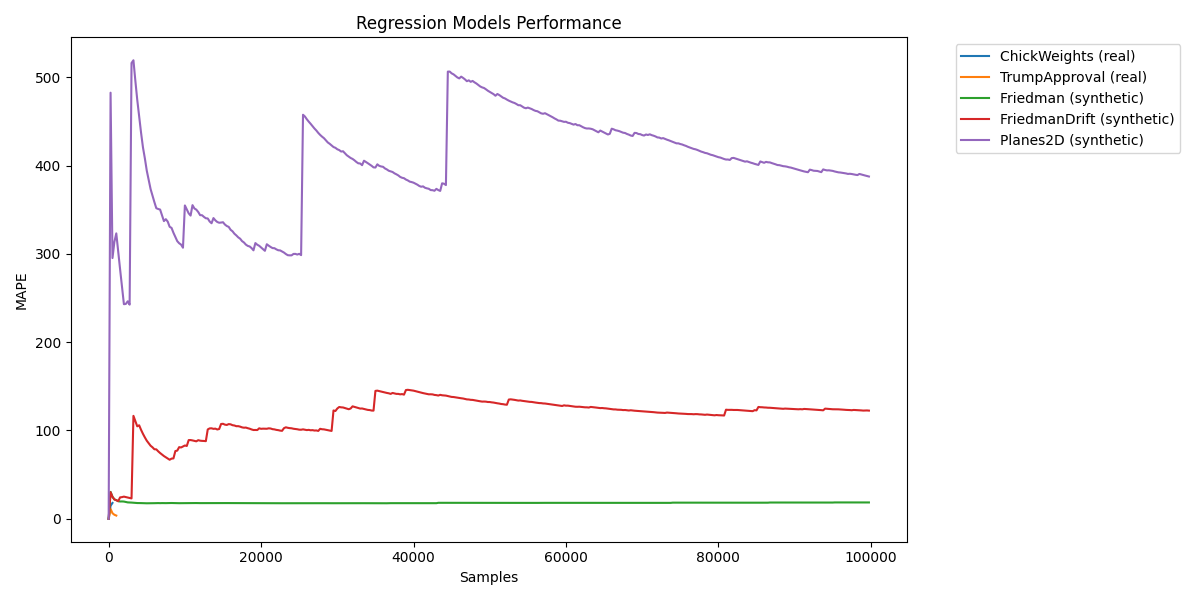 Regression Models Performance
ChickWeights (real)
TrumpApproval (real)
Friedman (synthetic)
FriedmanDrift (synthetic)
Planes2D (synthetic)
MAPE
500
400
300
200
100
0
0 20000 40000 60000 80000 100000
Samples